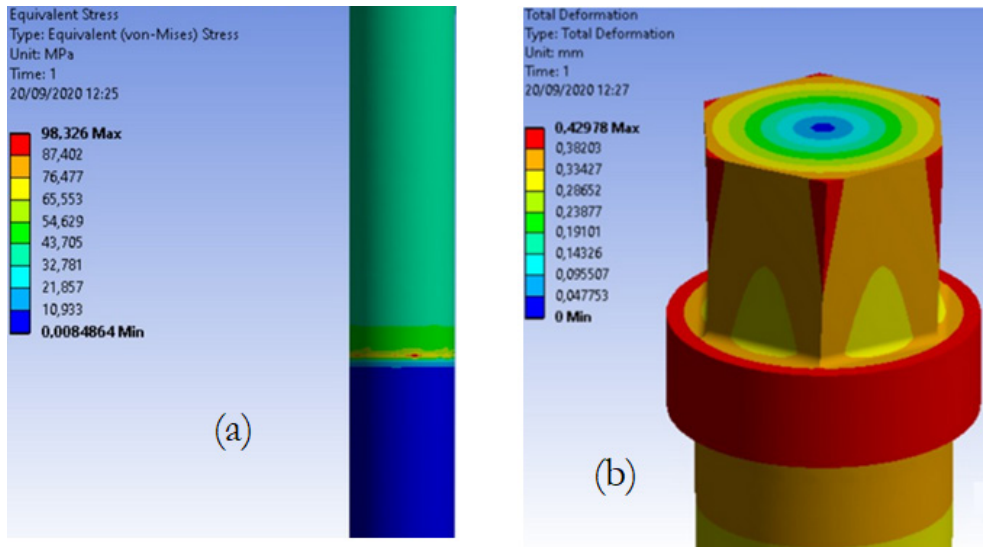 Equivalent Stress
Type: Equivalent (von-Mises) Stress
Unit: MPa
Time: 1
20/09/2020 12:25
98,326 Max
87,402
76,477
65,553
54,629
43,705
32,781
21,857
10,933
0,0084864 Min
(a)
Total Deformation
Type: Total Deformation
Unit: mm
Time: 1
20/09/2020 12:27
0,42978 Max
0,38203
0,33427
0,28652
0,23877
0,19101
0,14326
0,095507
0,047753
0 Min
(b)